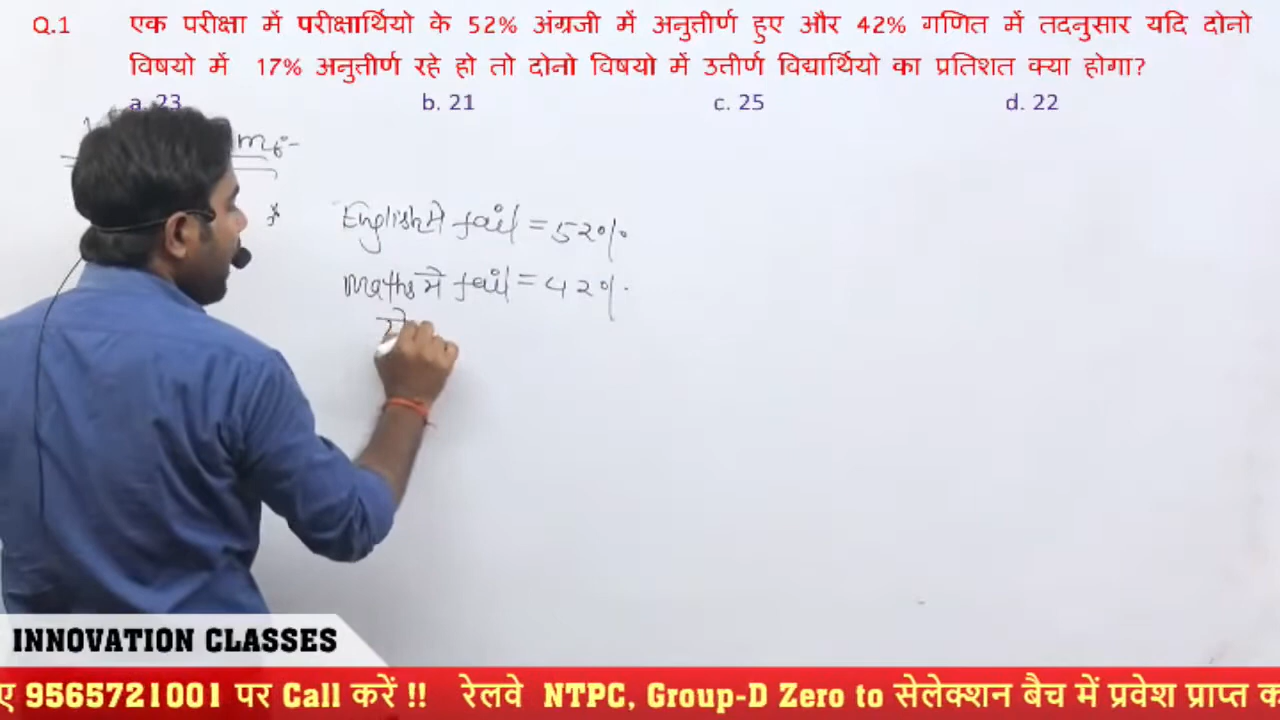 Q.1 एक परीक्षा में परीक्षार्थियो के 52% अंग्रजी में अनुत्तीर्ण हुए और 42% गणित में तदनुसार यदि दोनो
विषयो में 17% अनुत्तीर्ण रहे हो तो दोनो विषयो में उत्तीर्ण विद्यार्थियो का प्रतिशत क्या होगा?
a. 23 b. 21 c. 25 d. 22
English में fail = 52%
Maths में fail = 42%
INNOVATION CLASSES
ए 9565721001 पर Call करें !! रेलवे NTPC, Group-D Zero to सेलेक्शन बैच में प्रवेश प्राप्त क